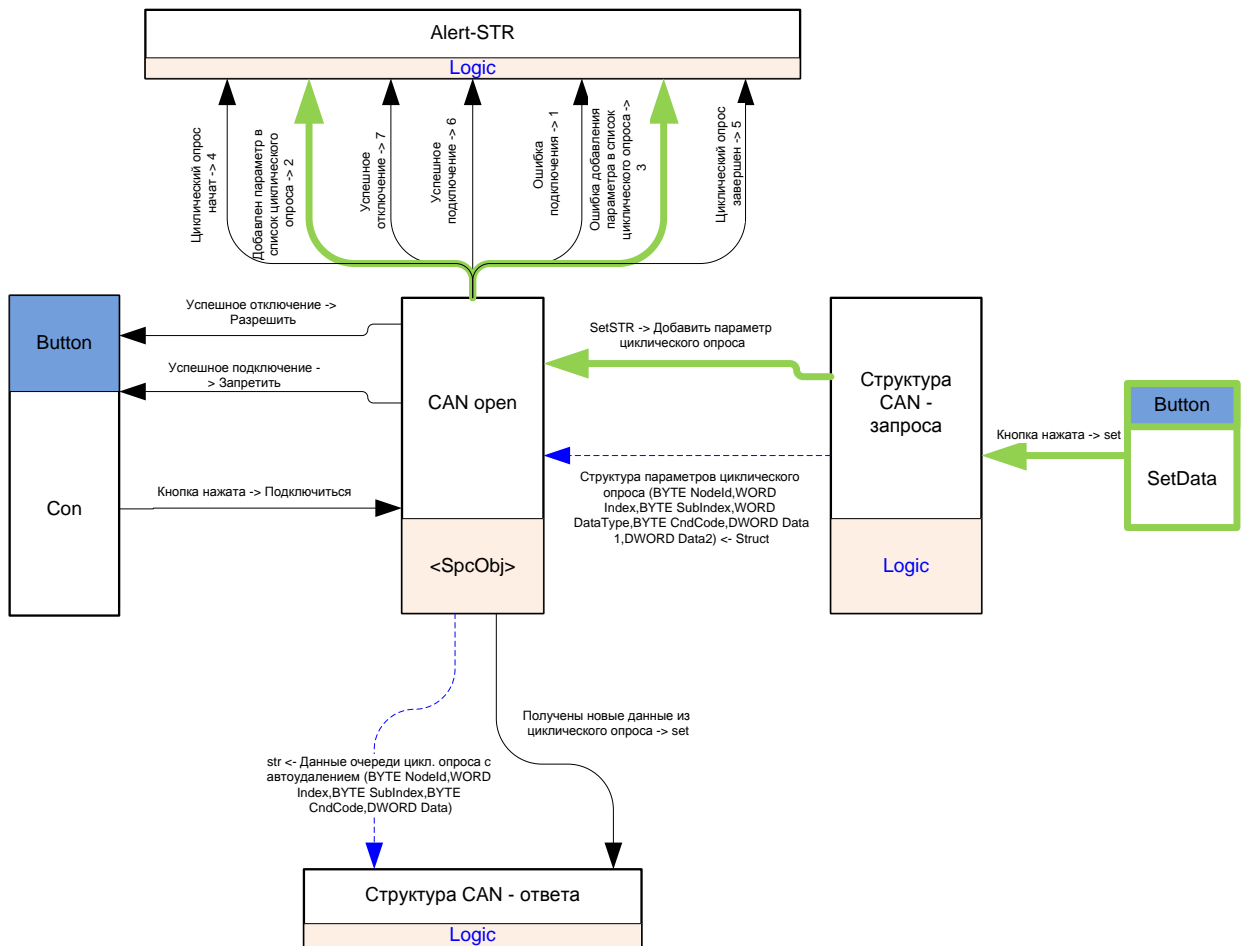 Alert-STR
Logic
Циклический опрос
начат -> 4
Добавлен параметр в
список циклического
опроса -> 2
Успешное
отключение -> 7
Успешное
подключение -> 6
Ошибка
подключения -> 1
Ошибка добавления
параметра в список
циклического опроса ->
3
Циклический опрос
завершен -> 5
Успешное отключение ->
Разрешить
Button
Успешное подключение -
> Запретить
Con
Кнопка нажата -> Подключиться
CAN open
<SpcObj>
SetSTR -> Добавить параметр
циклического опроса
Структура параметров циклического
опроса (BYTE NodeId,WORD
Index,BYTE SubIndex,WORD
DataType,BYTE CndCode,DWORD Data
1,DWORD Data2) <- Struct
Структура
CAN -
запроса
Logic
Кнопка нажата -> set
Button
SetData
Получены новые данные из
циклического опроса -> set
str <- Данные очереди цикл. опроса с
автоудалением (BYTE NodeId,WORD
Index,BYTE SubIndex,BYTE
CndCode,DWORD Data)
Структура CAN - ответа
Logic